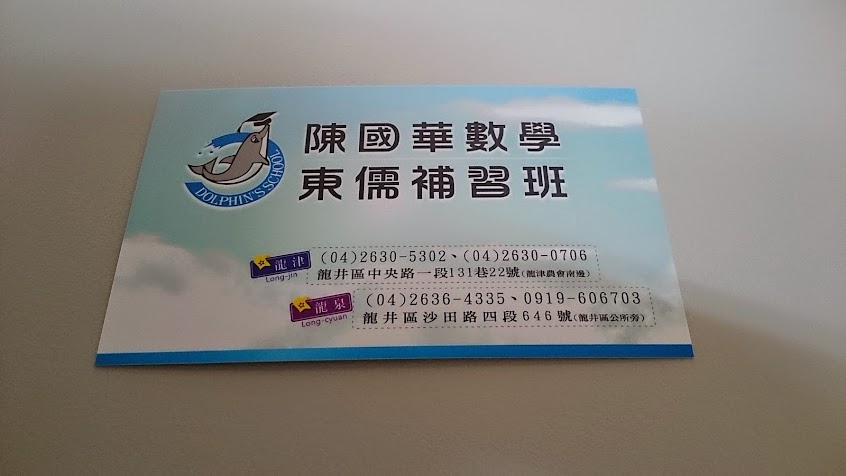 陳國華數學
東儒補習班
DOLPHIN'S SCHOOL
龍津
Long-jin
(04)2630-5302、(04)2630-0706
龍井區中央路一段131巷22號(龍津農會南邊)
龍泉
Long-cyuan
(04)2636-4335、0919-606703
龍井區沙田路四段646號(龍井區公所旁)